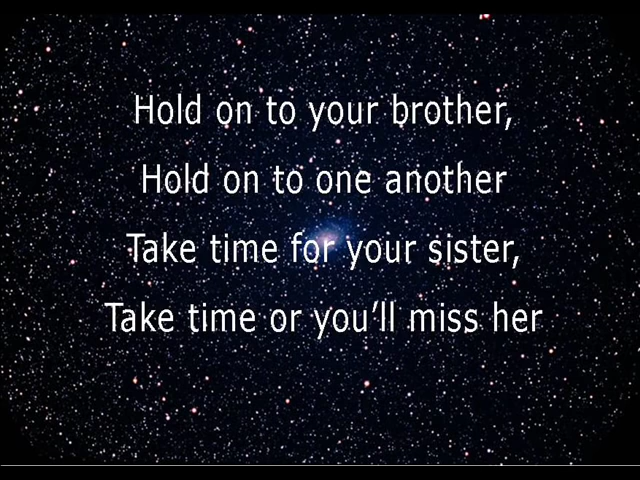 Hold on to your brother,
Hold on to one another
Take time for your sister,
Take time or you’ll miss her